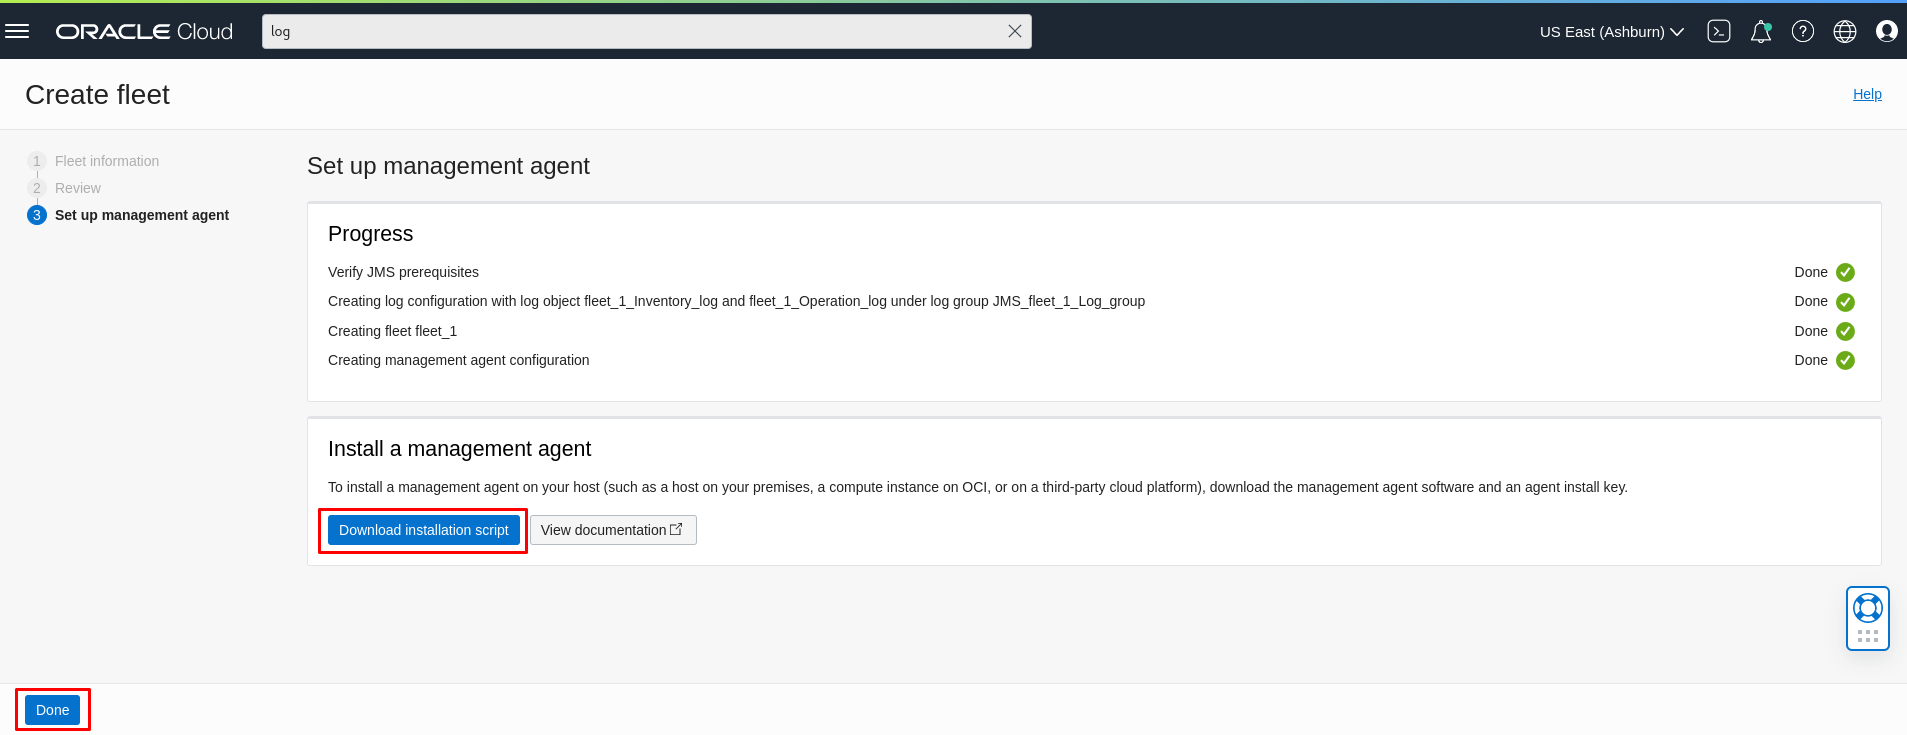 ORACLE Cloud
log
US East (Ashburn)
Create fleet
Help
1 Fleet information
2 Review
3 Set up management agent
Set up management agent
Progress
Verify JMS prerequisites Done
Creating log configuration with log object fleet_1_Inventory_log and fleet_1_Operation_log under log group JMS_fleet_1_Log_group Done
Creating fleet fleet_1 Done
Creating management agent configuration Done
Install a management agent
To install a management agent on your host (such as a host on your premises, a compute instance on OCI, or on a third-party cloud platform), download the management agent software and an agent install key.
Download installation script View documentation
Done